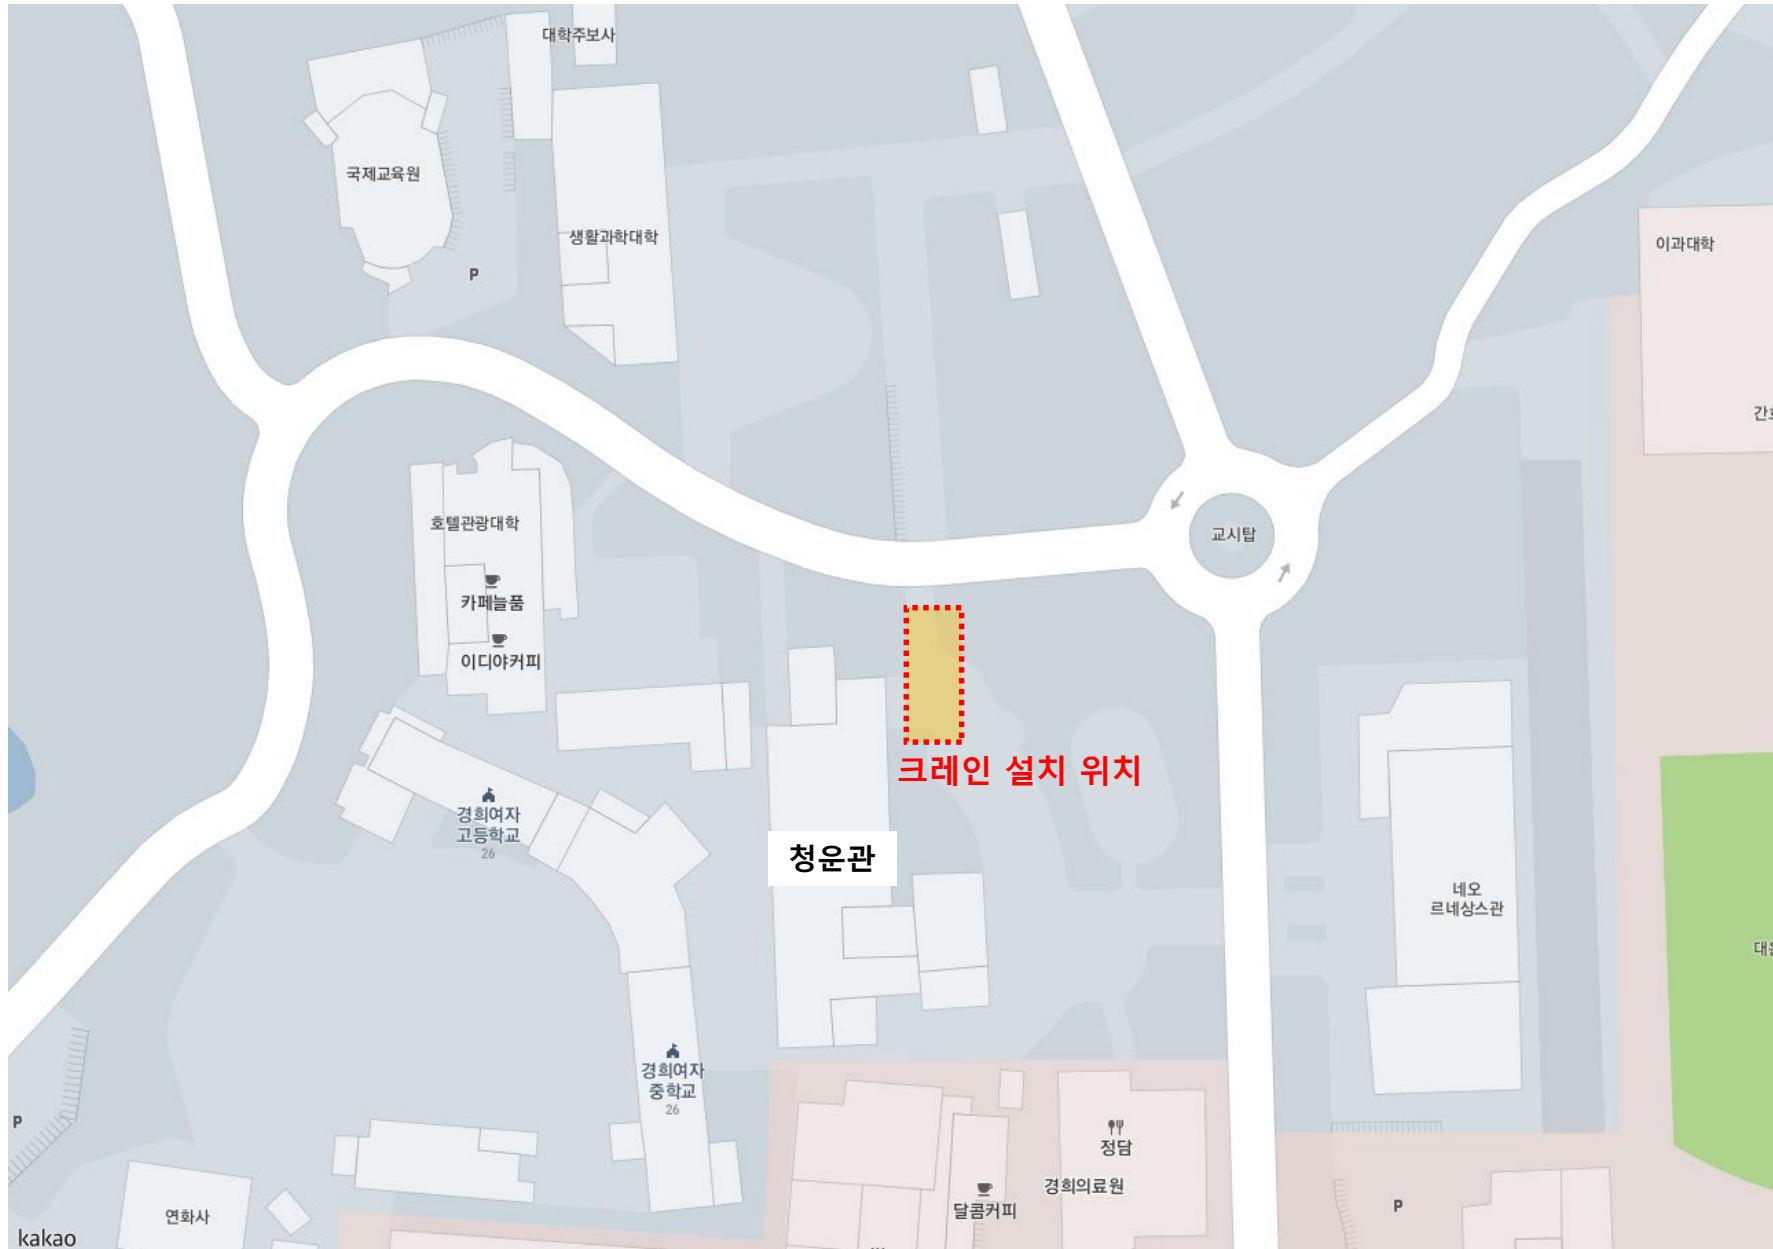 대학주보사
국제교육원
생활과학대학
P
이과대학
호텔관광대학
교시탑
카페늘품
이디야커피
크레인 설치 위치
경희여자
고등학교
26
청운관
네오
르네상스관
경희여자
중학교
26
P
정담
경희의료원
달콤커피
P
연화사
kakao